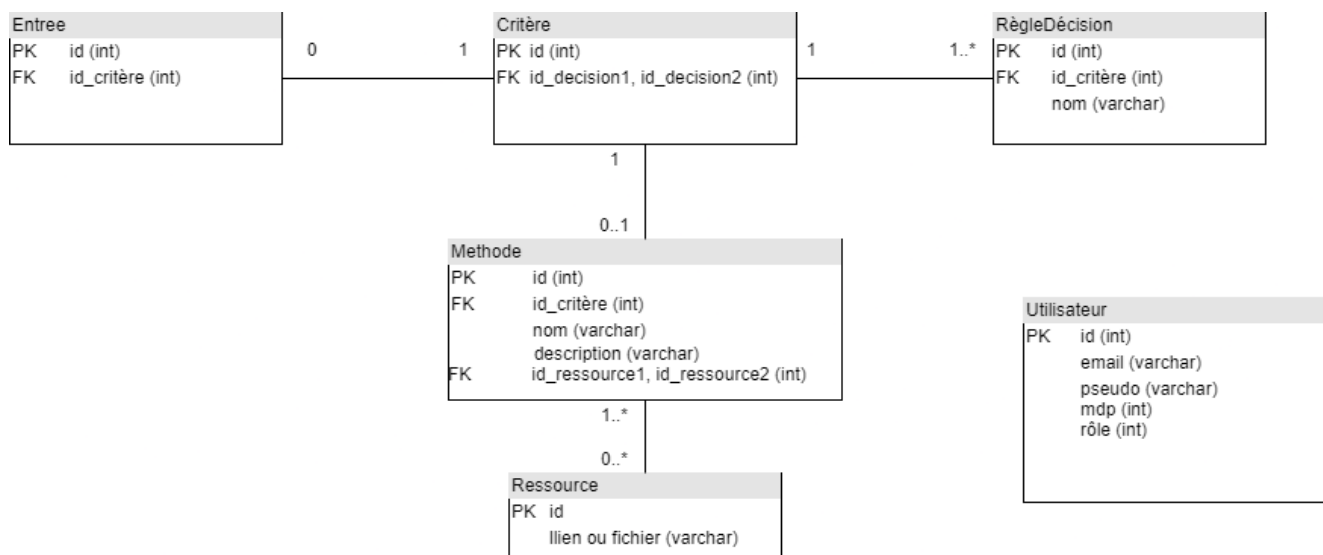 Entree
PK id (int)
FK id_critère (int)
0 1
Critère
PK id (int)
FK id_decision1, id_decision2 (int)
1 1..*
RègleDécision
PK id (int)
FK id_critère (int)
nom (varchar)
1
0..1
Methode
PK id (int)
FK id_critère (int)
nom (varchar)
description (varchar)
FK id_ressource1, id_ressource2 (int)
1..*
0..*
Ressource
PK id
llien ou fichier (varchar)
Utilisateur
PK id (int)
email (varchar)
pseudo (varchar)
mdp (int)
rôle (int)